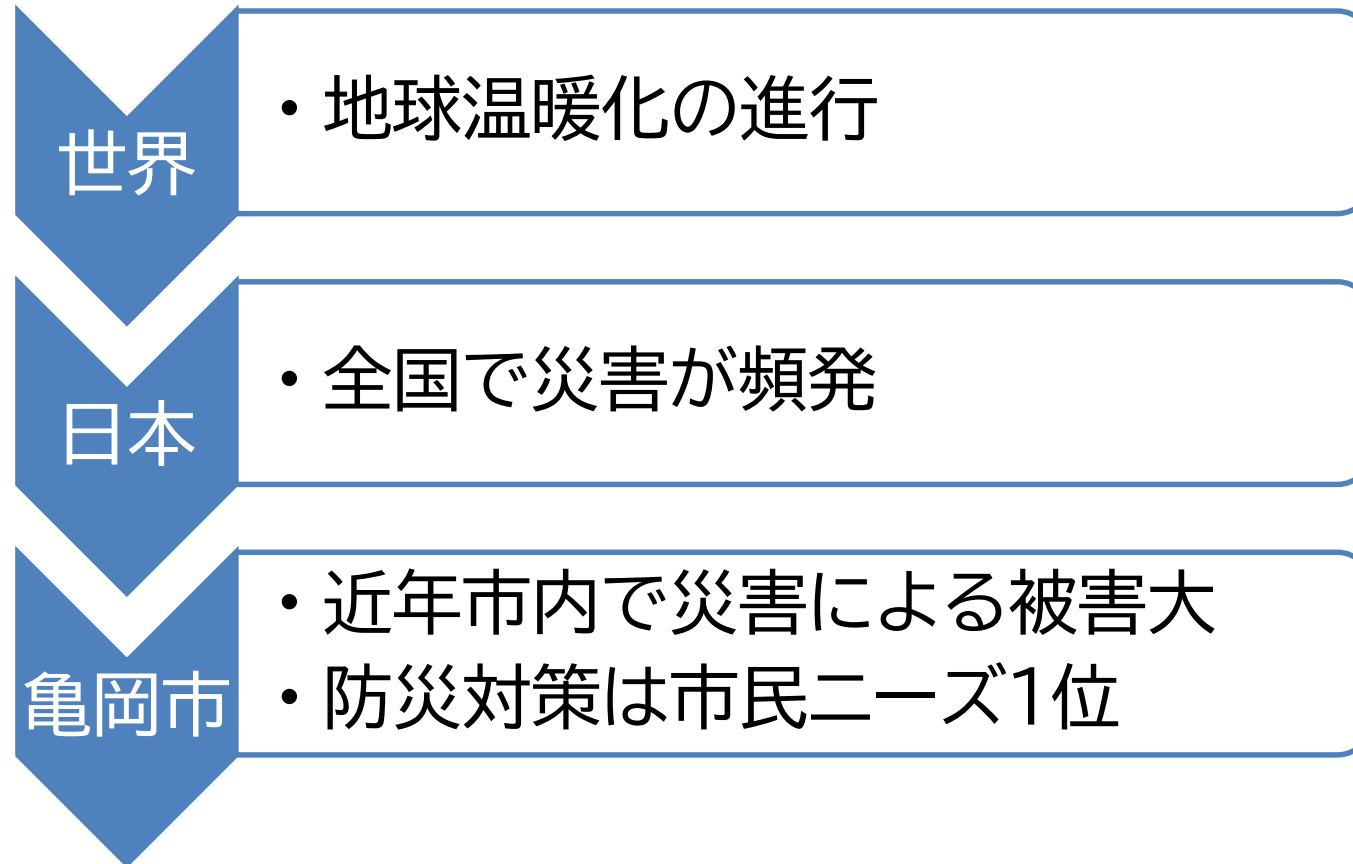 世界
・地球温暖化の進行
日本
・全国で災害が頻発
亀岡市
・近年市内で災害による被害大
・防災対策は市民ニーズ1位